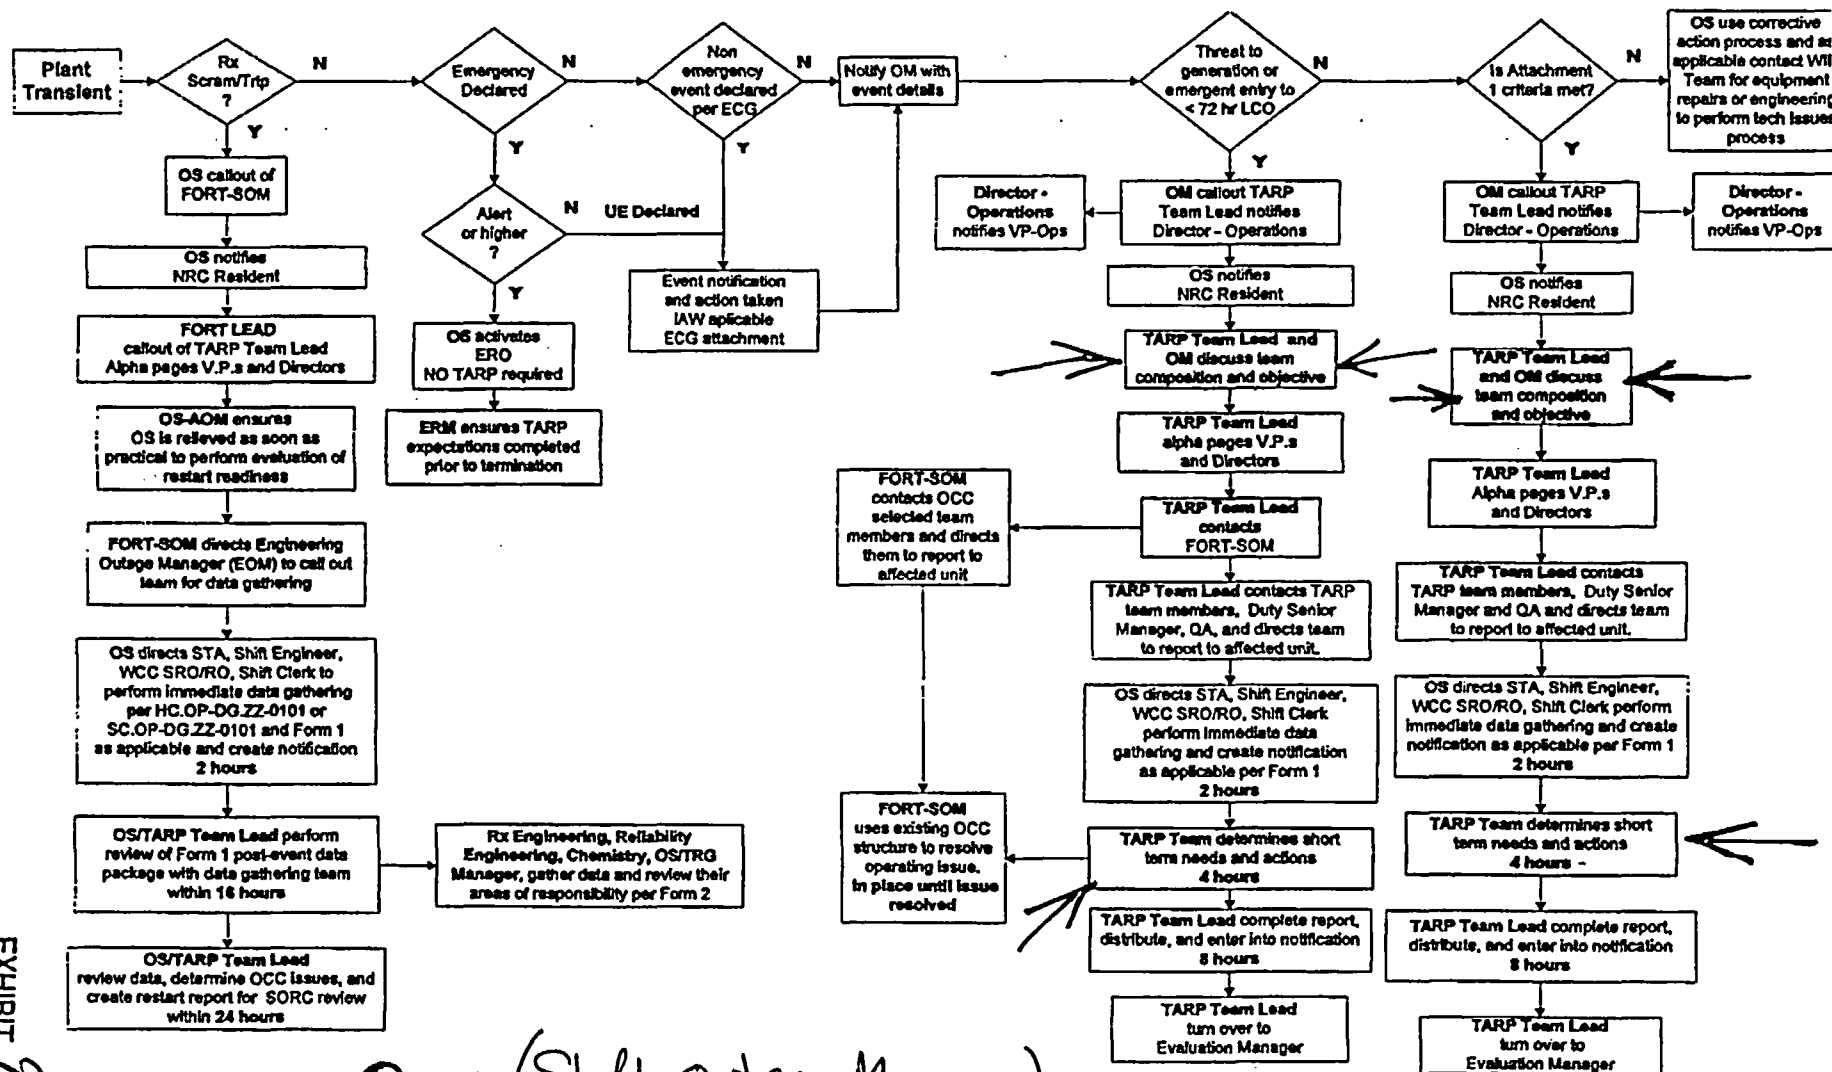 Plant
Transient
Rx
Scram/Trip
?
N
Y
Emergency
Declared
N
Y
Non
emergency
event declared
per ECG
N
Y
Notify OM with
event details
Threat to
generation or
emergent entry to
< 72 hr LCO
N
Y
Is Attachment
1 criteria met?
N
Y
OS use corrective
action process and as
applicable contact
Team for equipment
repairs or engineering
to perform tech issues
process
OS callout of
FORT-SOM
OS notifies
NRC Resident
FORT LEAD
callout of TARP Team Lead
Alpha pages V.P.s and Directors
OS-AOM ensures
OS is relieved as soon as
practical to perform evaluation of
restart readiness
FORT-SOM directs Engineering
Outage Manager (EOM) to call out
team for data gathering
OS directs STA, Shift Engineer,
WCC SRO/RO, Shift Clerk to
perform immediate data gathering
per HC.OP-DG.ZZ-0101 or
SC.OP-DG.ZZ-0101 and Form 1
as applicable and create notification
2 hours
OS/TARP Team Lead perform
review of Form 1 post-event data
package with data gathering team
within 16 hours
Rx Engineering, Reliability
Engineering, Chemistry, OS/TRG
Manager, gather data and review their
areas of responsibility per Form 2
OS/TARP Team Lead
review data, determine OCC issues, and
create restart report for SORC review
within 24 hours
Alert
or higher
?
N
UE Declared
Y
OS activates
ERO
NO TARP required
ERM ensures TARP
expectations completed
prior to termination
Event notification
and action taken
IAW aplicable
ECG attachment
Director -
Operations
notifies VP-Ops
OM callout TARP
Team Lead notifies
Director - Operations
OS notifies
NRC Resident
TARP Team Lead and
OM discuss team
composition and objective
TARP Team Lead
alpha pages V.P.s
and Directors
TARP Team Lead
contacts
FORT-SOM
FORT-SOM
contacts OCC
selected team
members and directs
them to report to
affected unit
TARP Team Lead contacts TARP
team members, Duty Senior
Manager, QA, and directs team
to report to affected unit.
OS directs STA, Shift Engineer,
WCC SRO/RO, Shift Clerk
perform immediate data
gathering and create notification
as applicable per Form 1
2 hours
FORT-SOM
uses existing OCC
structure to resolve
operating issue.
In place until issue
resolved
TARP Team determines short
term needs and actions
4 hours
TARP Team Lead complete report,
distribute, and enter into notification
8 hours
TARP Team Lead
turn over to
Evaluation Manager
OM callout TARP
Team Lead notifies
Director - Operations
Director -
Operations
notifies VP-Ops
OS notifies
NRC Resident
TARP Team Lead
and OM discuss
team composition
and objective
TARP Team Lead
Alpha pages V.P.s
and Directors
TARP Team Lead contacts
TARP team members, Duty Senior
Manager and QA and directs team
to report to affected unit.
OS directs STA, Shift Engineer,
WCC SRO/RO, Shift Clerk perform
immediate data gathering and create
notification as applicable per Form 1
2 hours
TARP Team determines short
term needs and actions
4 hours -
TARP Team Lead complete report,
distribute, and enter into notification
8 hours
TARP Team Lead
turn over to
Evaluation Manager
EXHIBIT
(Shift